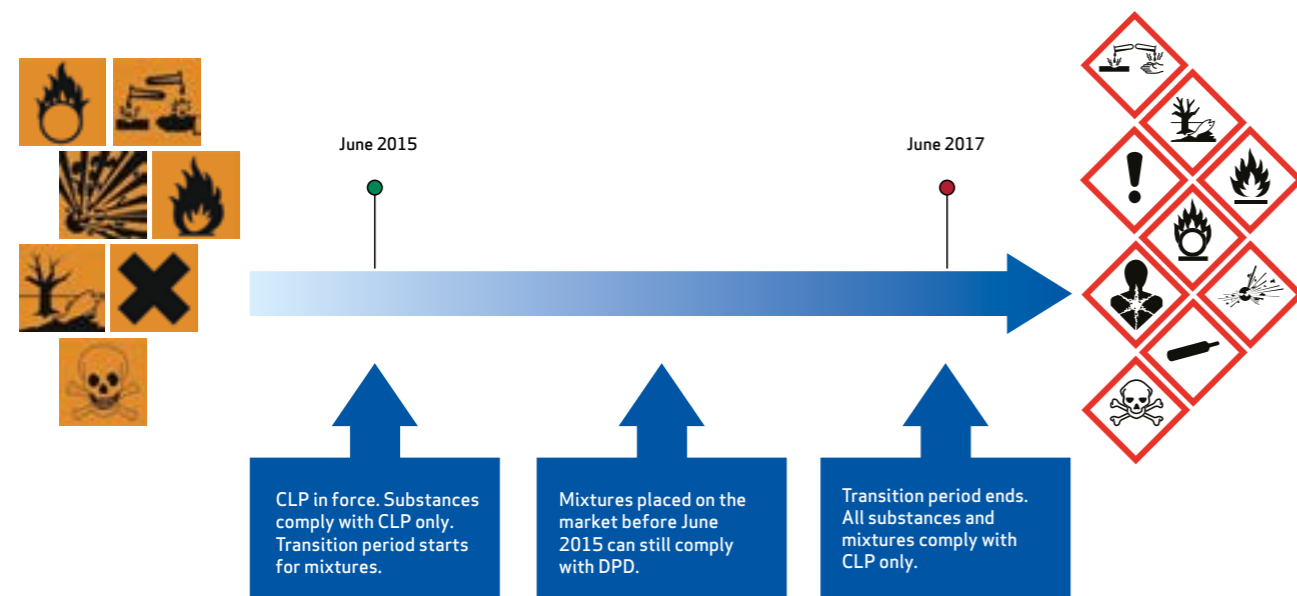 June 2015
June 2017
CLP in force. Substances
comply with CLP only.
Transition period starts
for mixtures.
Mixtures placed on the
market before June
2015 can still comply
with DPD.
Transition period ends.
All substances and
mixtures comply with
CLP only.